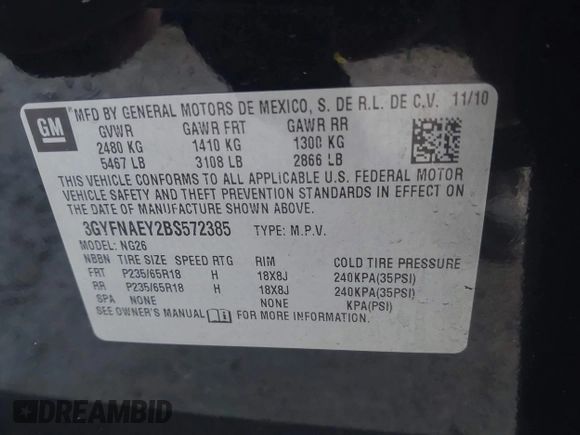 GM
MFD BY GENERAL MOTORS DE MEXICO, S. DE R.L. DE C.V. 11/10
GVWR GAWR FRT GAWR RR
2480 KG 1410 KG 1300 KG
5467 LB 3108 LB 2866 LB
THIS VEHICLE CONFORMS TO ALL APPLICABLE U.S. FEDERAL MOTOR
VEHICLE SAFETY AND THEFT PREVENTION STANDARDS IN EFFECT ON
THE DATE OF MANUFACTURE SHOWN ABOVE.
3GYFNAEY2BS572385 TYPE: M.P.V.
MODEL: NG26
NBBN TIRE SIZE SPEED RTG RIM COLD TIRE PRESSURE
FRT P235/65R18 H 18X8J 240KPA(35PSI)
RR P235/65R18 H 18X8J 240KPA(35PSI)
SPA NONE NONE KPA(PSI)
SEE OWNER'S MANUAL FOR MORE INFORMATION.
DREAMBID